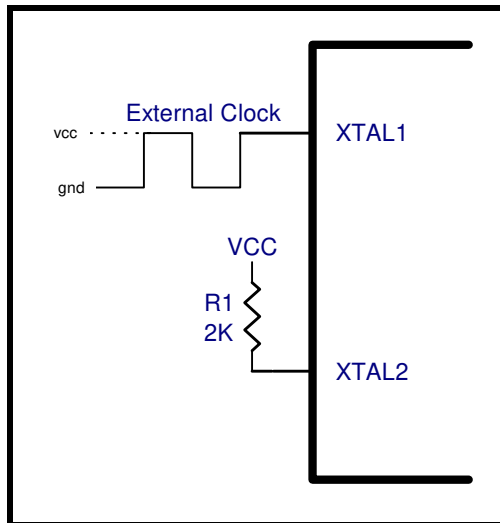 External Clock
vcc
XTAL1
gnd
VCC
R1
2K
XTAL2